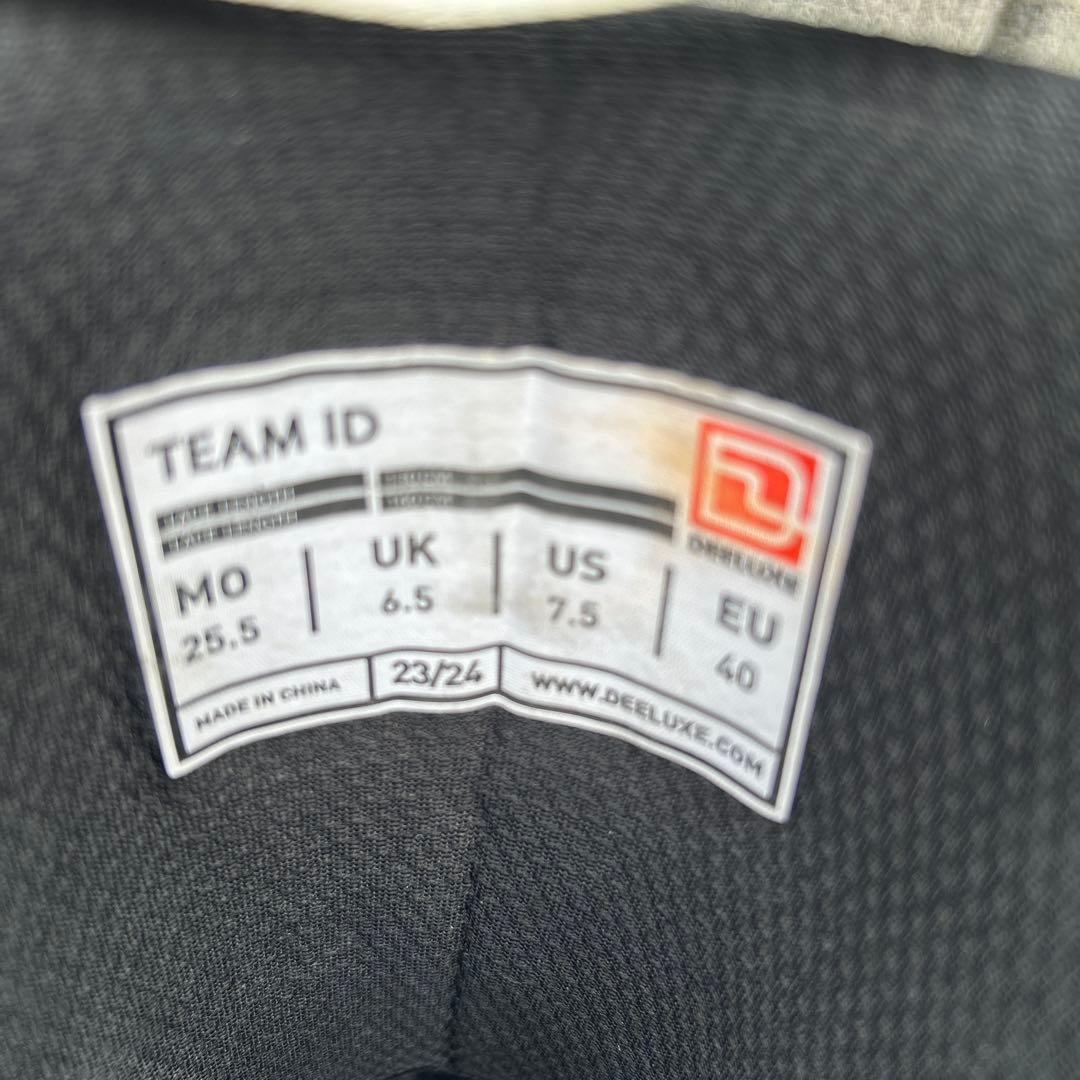 TEAM ID
DEELUXE
MO | UK | US | EU
25.5 | 6.5 | 7.5 | 40
MADE IN CHINA | 23/24 | WWW.DEELUXE.COM